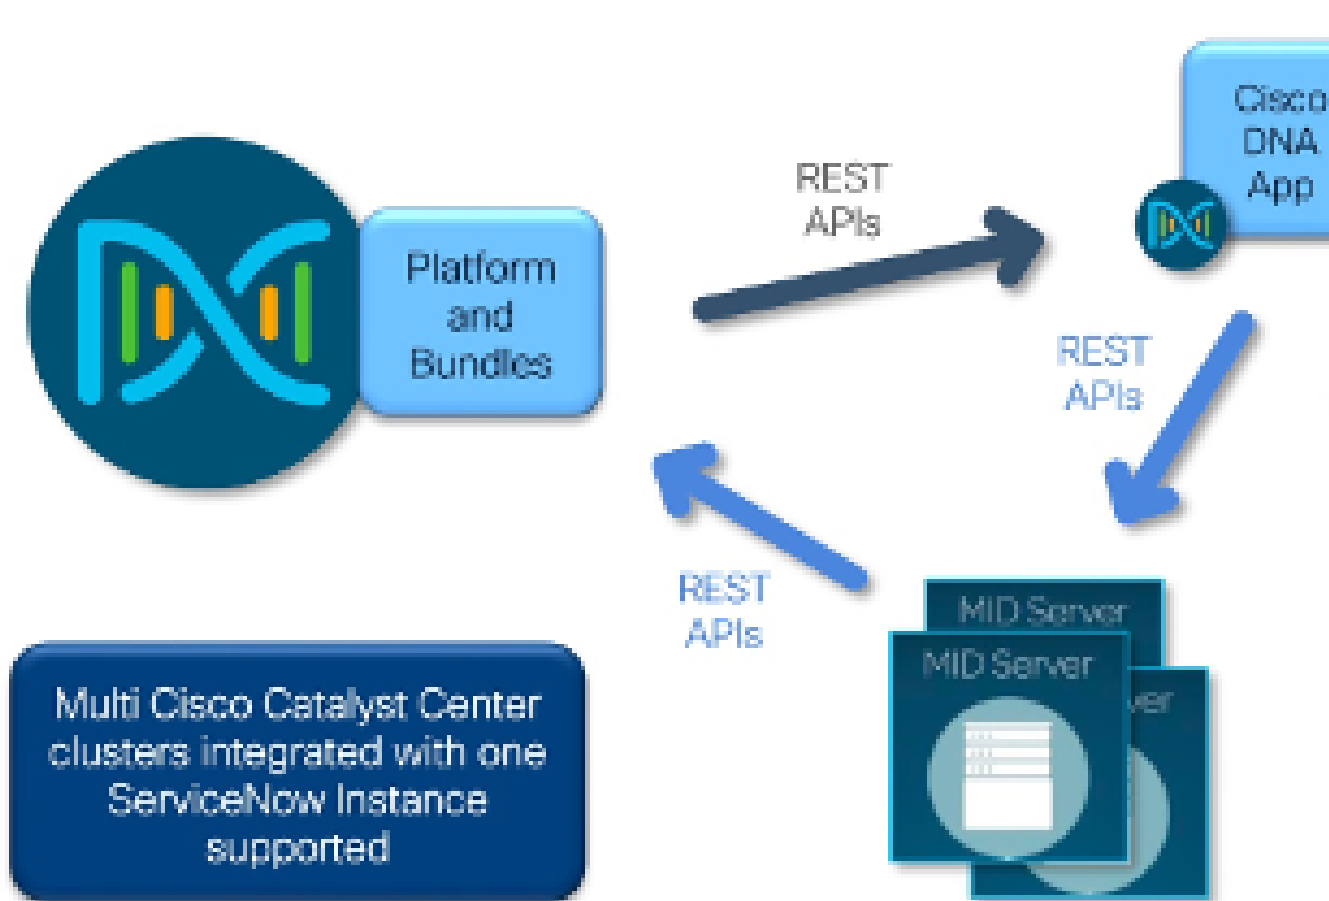 Cisco
DNA
App
REST
APIs
Platform
and
Bundles
REST
APIs
REST
APIs
MID Server
MID Server
Multi Cisco Catalyst Center
clusters integrated with one
ServiceNow Instance
supported